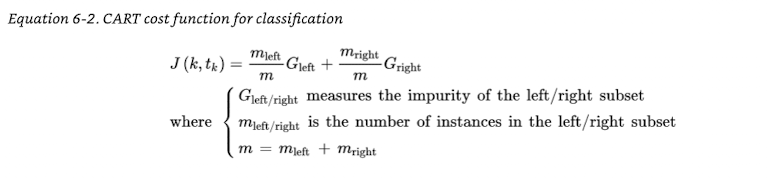 Equation 6-2. CART cost function for classification
J (k, tₖ) = m_left/m G_left + m_right/m G_right
where { G_left/right measures the impurity of the left/right subset
m_left/right is the number of instances in the left/right subset
m = m_left + m_right